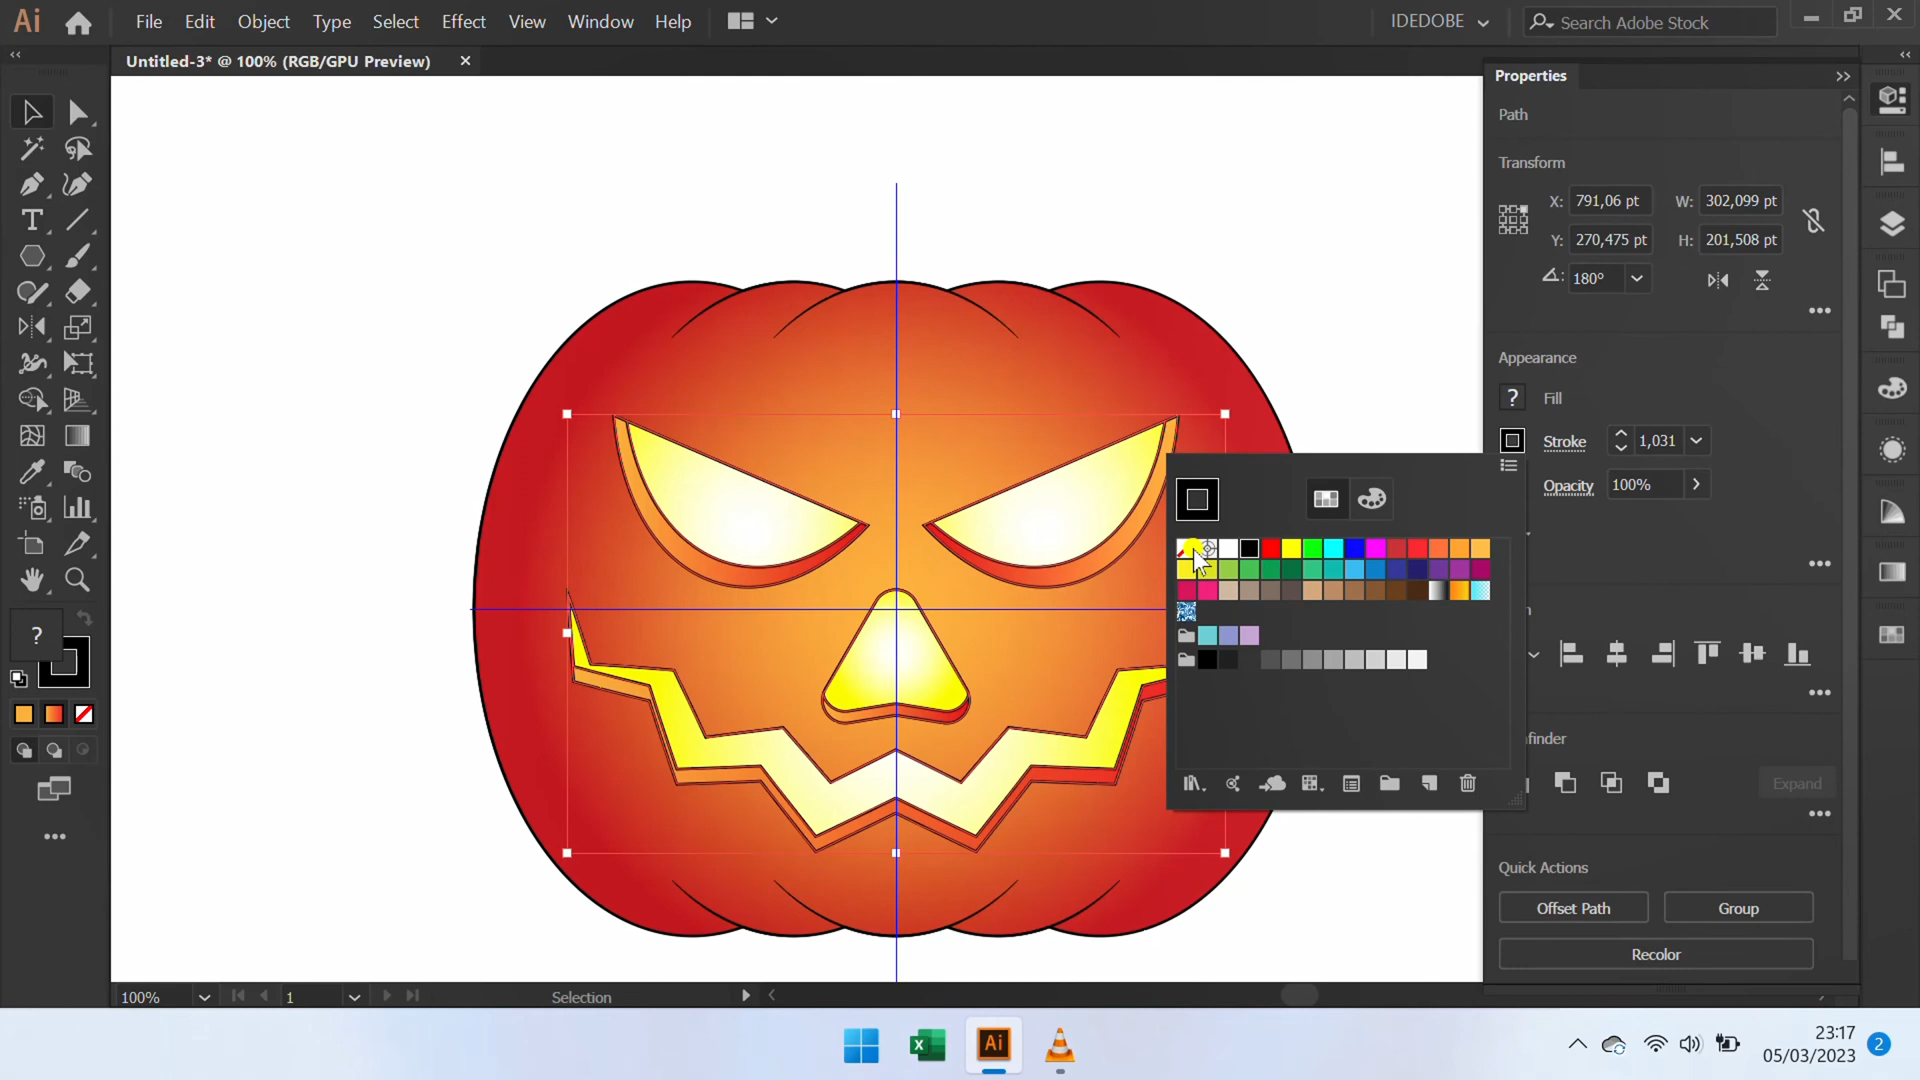 Ai File Edit Object Type Select Effect View Window Help IDEDOBE Search Adobe Stock
Untitled-3* @ 100% (RGB/GPU Preview)
Properties
Path
Transform
X: 791,06 pt W: 302,099 pt
Y: 270,475 pt H: 201,508 pt
180°
Appearance
? Fill
Stroke 1,031
Opacity 100%
?
finder
Expand
Quick Actions
Offset Path Group
Recolor
100% 1 Selection
Ai
23:17
05/03/2023 2